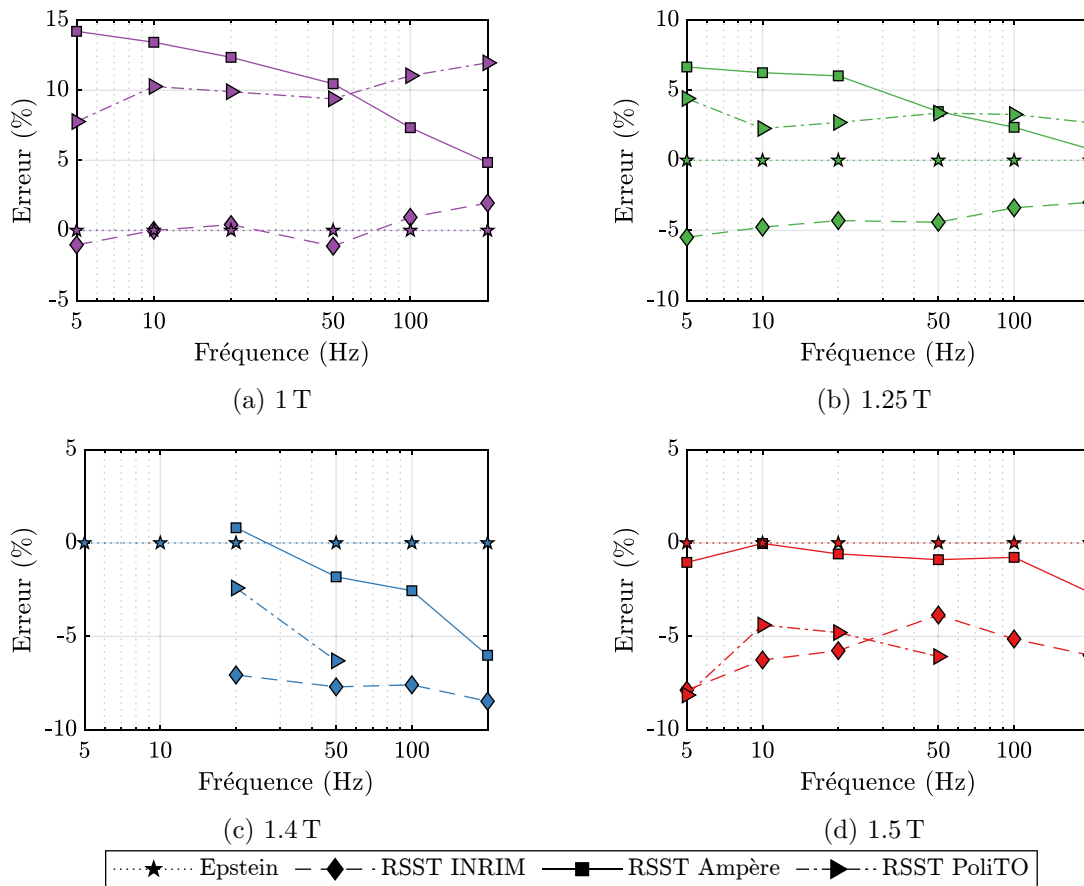 15
10
5
0
-5
Erreur (%)
5
10
50
100
Fréquence (Hz)
(a) 1 T
10
5
0
-5
-10
Erreur (%)
5
10
50
100
Fréquence (Hz)
(b) 1.25 T
5
0
-5
-10
Erreur (%)
5
10
50
100
Fréquence (Hz)
(c) 1.4 T
5
0
-5
-10
Erreur (%)
5
10
50
100
Fréquence (Hz)
(d) 1.5 T
Epstein RSST INRIM RSST Ampère RSST PoliTO